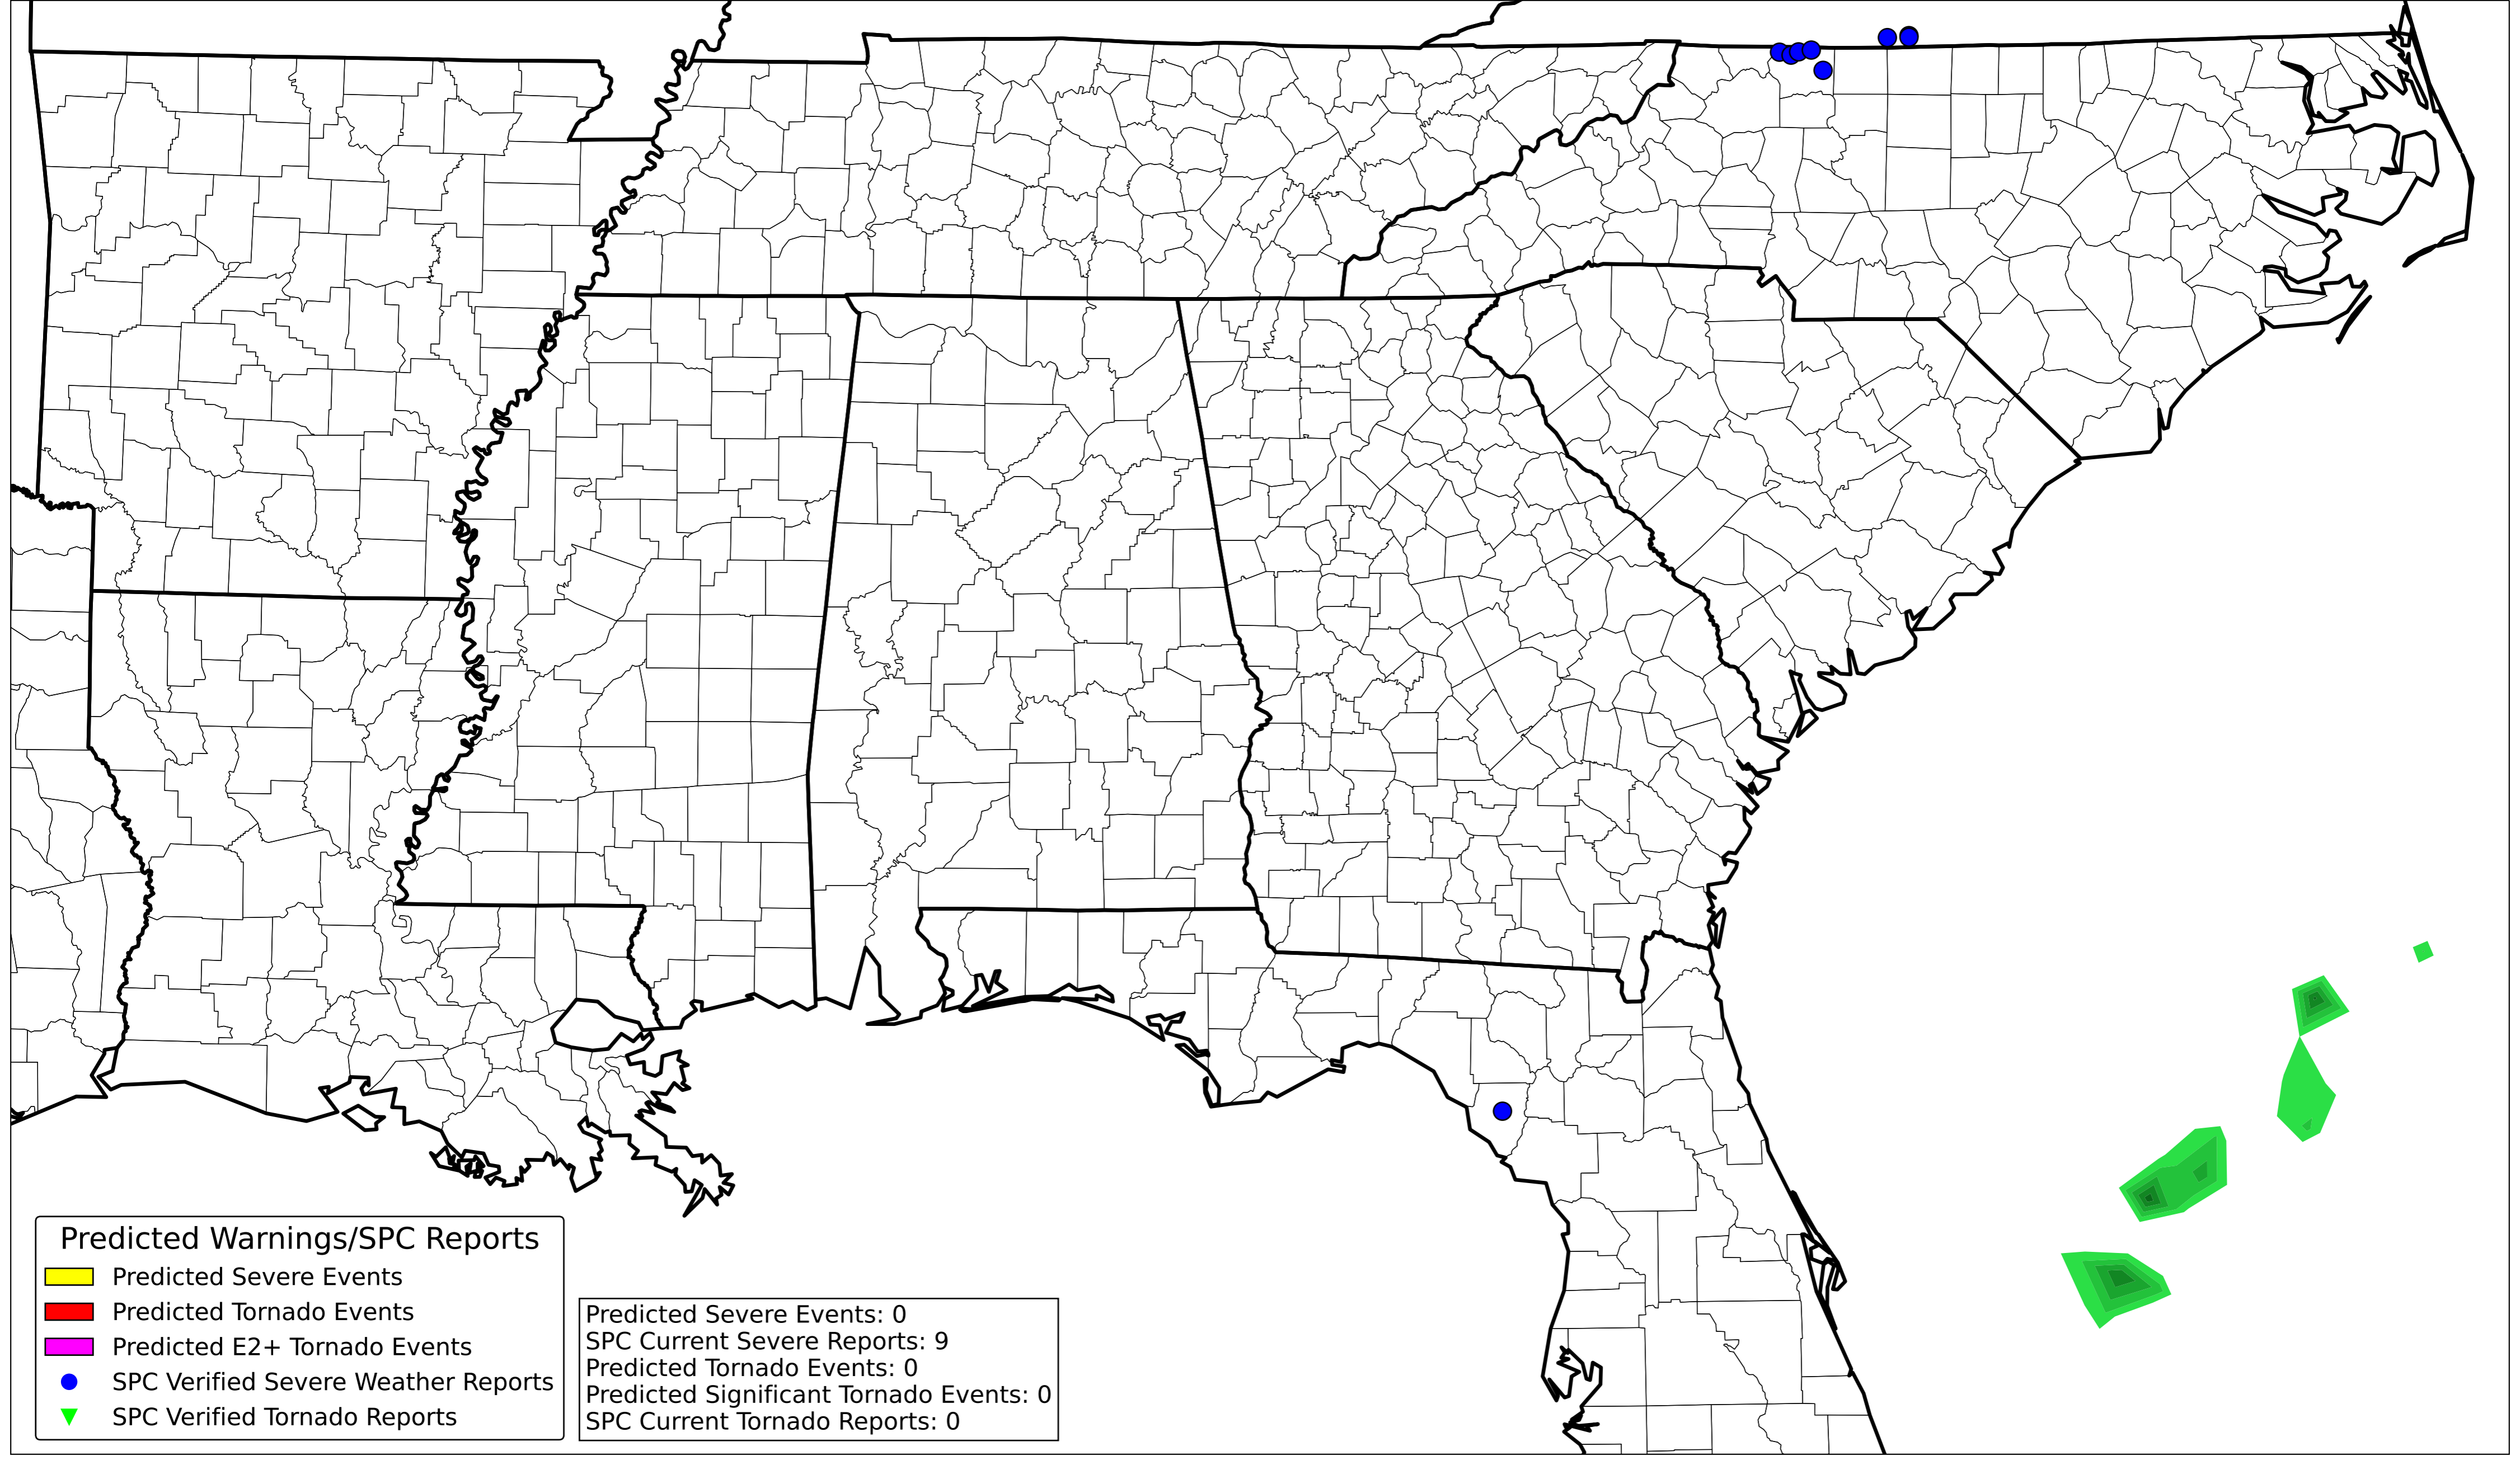 Predicted Warnings/SPC Reports
Predicted Severe Events
Predicted Tornado Events
Predicted E2+ Tornado Events
SPC Verified Severe Weather Reports
SPC Verified Tornado Reports
Predicted Severe Events: 0
SPC Current Severe Reports: 9
Predicted Tornado Events: 0
Predicted Significant Tornado Events: 0
SPC Current Tornado Reports: 0